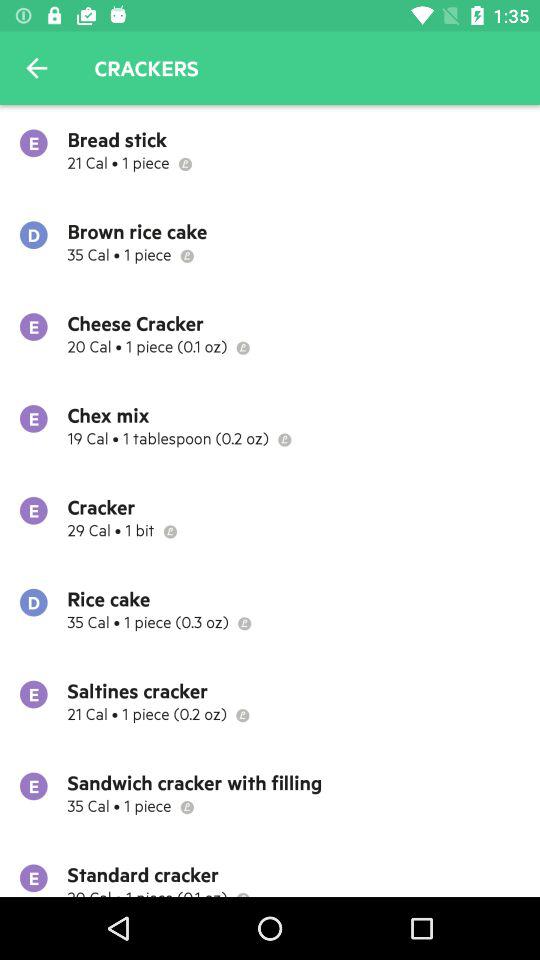 1:35
CRACKERS
E Bread stick
21 Cal • 1 piece
D Brown rice cake
35 Cal • 1 piece
E Cheese Cracker
20 Cal • 1 piece (0.1 oz)
E Chex mix
19 Cal • 1 tablespoon (0.2 oz)
E Cracker
29 Cal • 1 bit
D Rice cake
35 Cal • 1 piece (0.3 oz)
E Saltines cracker
21 Cal • 1 piece (0.2 oz)
E Sandwich cracker with filling
35 Cal • 1 piece
E Standard cracker